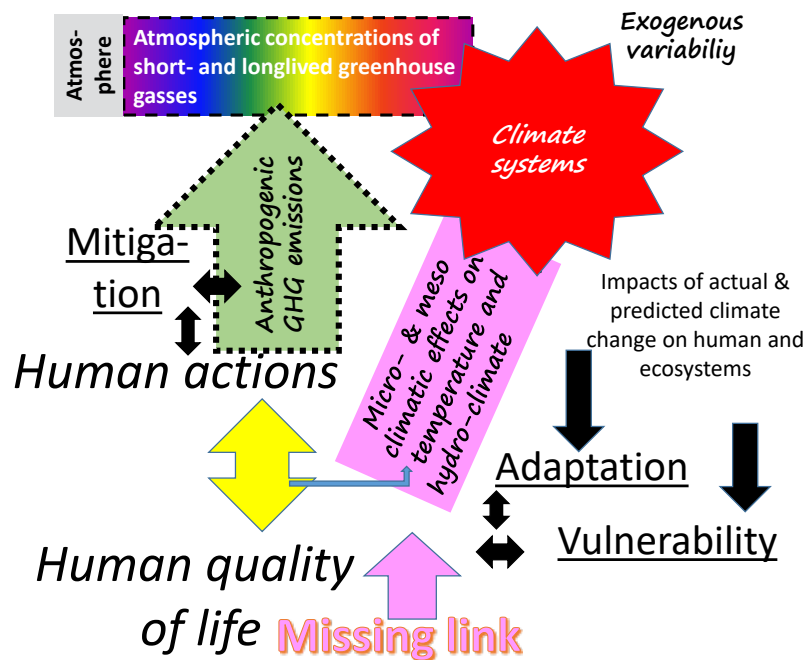 Atmos-
phere
Atmospheric concentrations of
short- and longlived greenhouse
gasses
Exogenous
variabiliy
Climate
systems
Anthropogenic
GHG emissions
Mitiga-
tion
Human actions
Micro- & meso
climatic effects on
temperature and
hydro-climate
Impacts of actual &
predicted climate
change on human and
ecosystems
Adaptation
Vulnerability
Human quality
of life
Missing link